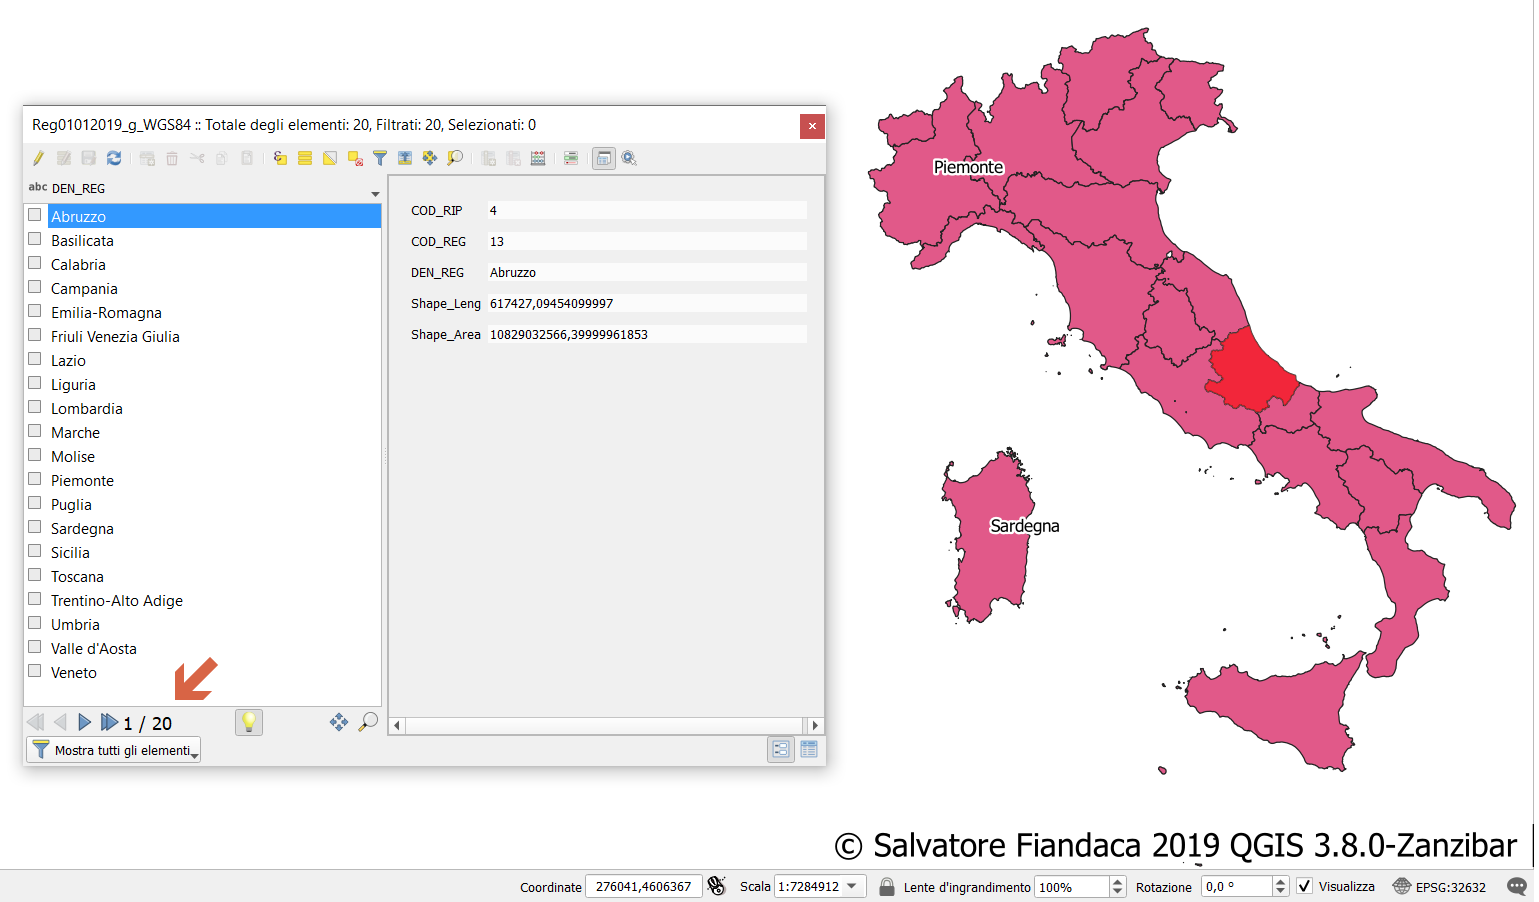 Reg01012019_g_WGS84 :: Totale degli elementi: 20, Filtrati: 20, Selezionati: 0
abc DEN_REG
Abruzzo
Basilicata
Calabria
Campania
Emilia-Romagna
Friuli Venezia Giulia
Lazio
Liguria
Lombardia
Marche
Molise
Piemonte
Puglia
Sardegna
Sicilia
Toscana
Trentino-Alto Adige
Umbria
Valle d'Aosta
Veneto
1 / 20
Mostra tutti gli elementi
COD_RIP 4
COD_REG 13
DEN_REG Abruzzo
Shape_Leng 617427,09454099997
Shape_Area 10829032566,39999961853
Piemonte
Sardegna
© Salvatore Fiandaca 2019 QGIS 3.8.0-Zanzibar
Coordinate 276041,4606367 Scala 1:7284912 Lente d'ingrandimento 100% Rotazione 0,0 ° Visualizza EPSG:32632